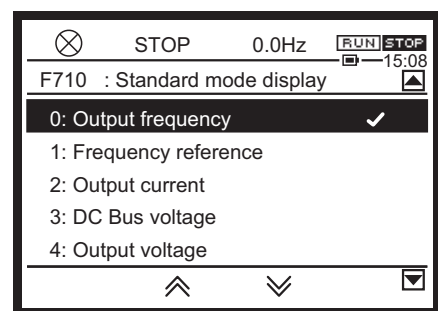 STOP 0.0Hz RUN STOP
15:08
F710 : Standard mode display
0: Output frequency
1: Frequency reference
2: Output current
3: DC Bus voltage
4: Output voltage